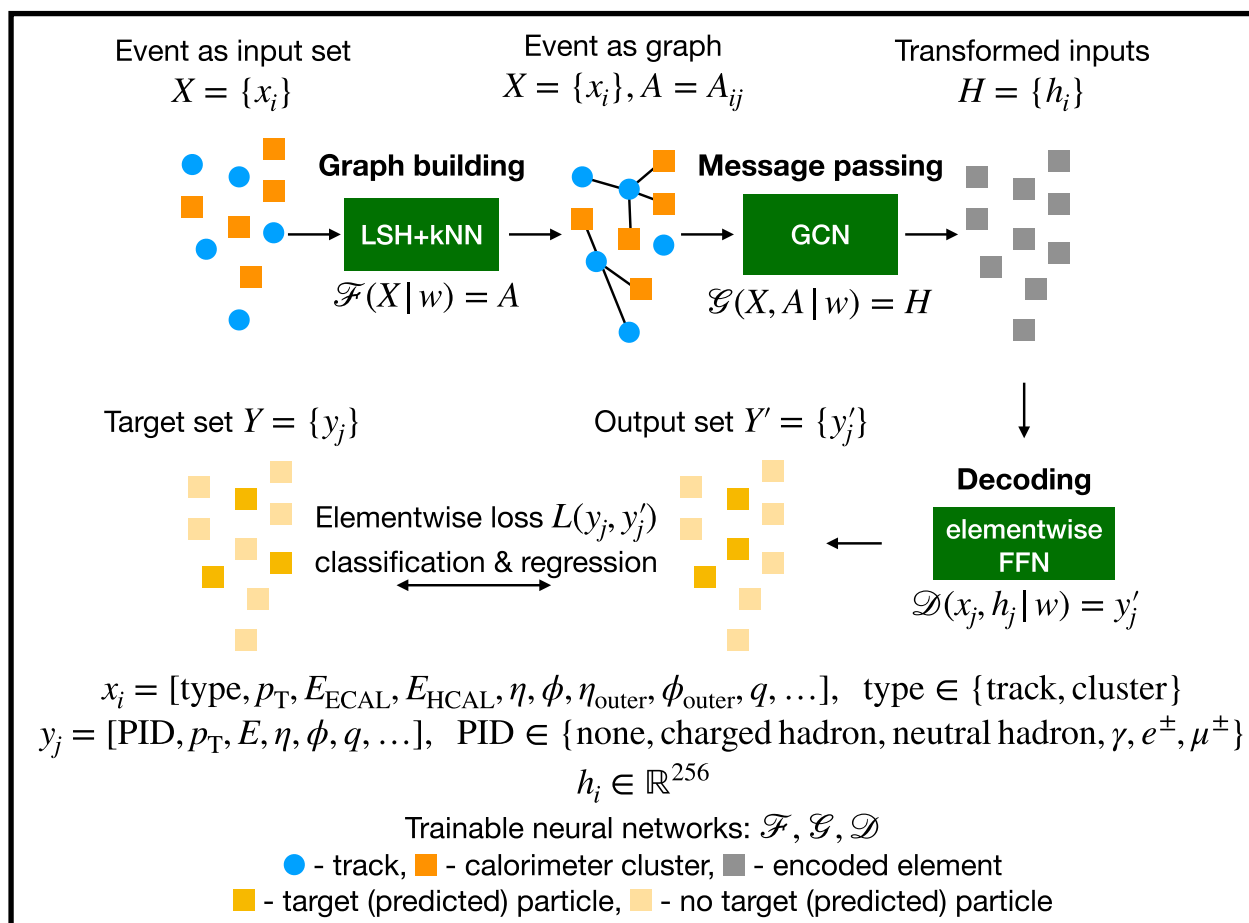 Event as input set
X = {x_i}
Event as graph
X = {x_i}, A = A_{ij}
Transformed inputs
H = {h_i}
Graph building
LSH+kNN
ℱ(X | w) = A
Message passing
GCN
𝒢(X, A | w) = H
Target set Y = {y_j}
Output set Y′ = {y′_j}
Elementwise loss L(y_j, y′_j)
classification & regression
Decoding
elementwise
FFN
𝒟(x_j, h_j | w) = y′_j
x_i = [type, p_T, E_ECAL, E_HCAL, η, ϕ, η_outer, ϕ_outer, q, …], type ∈ {track, cluster}
y_j = [PID, p_T, E, η, ϕ, q, …], PID ∈ {none, charged hadron, neutral hadron, γ, e^±, μ^±}
h_i ∈ ℝ^256
Trainable neural networks: ℱ, 𝒢, 𝒟
- track, - calorimeter cluster, - encoded element
- target (predicted) particle, - no target (predicted) particle